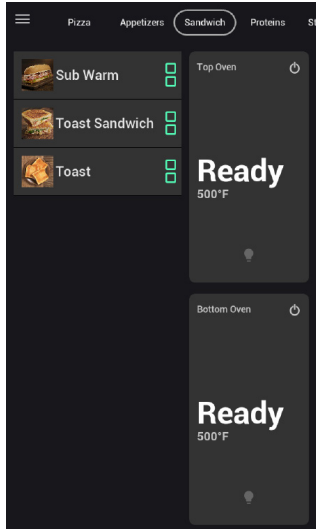 Pizza Appetizers Sandwich Proteins
Sub Warm
Toast Sandwich
Toast
Top Oven
Ready
500°F
Bottom Oven
Ready
500°F